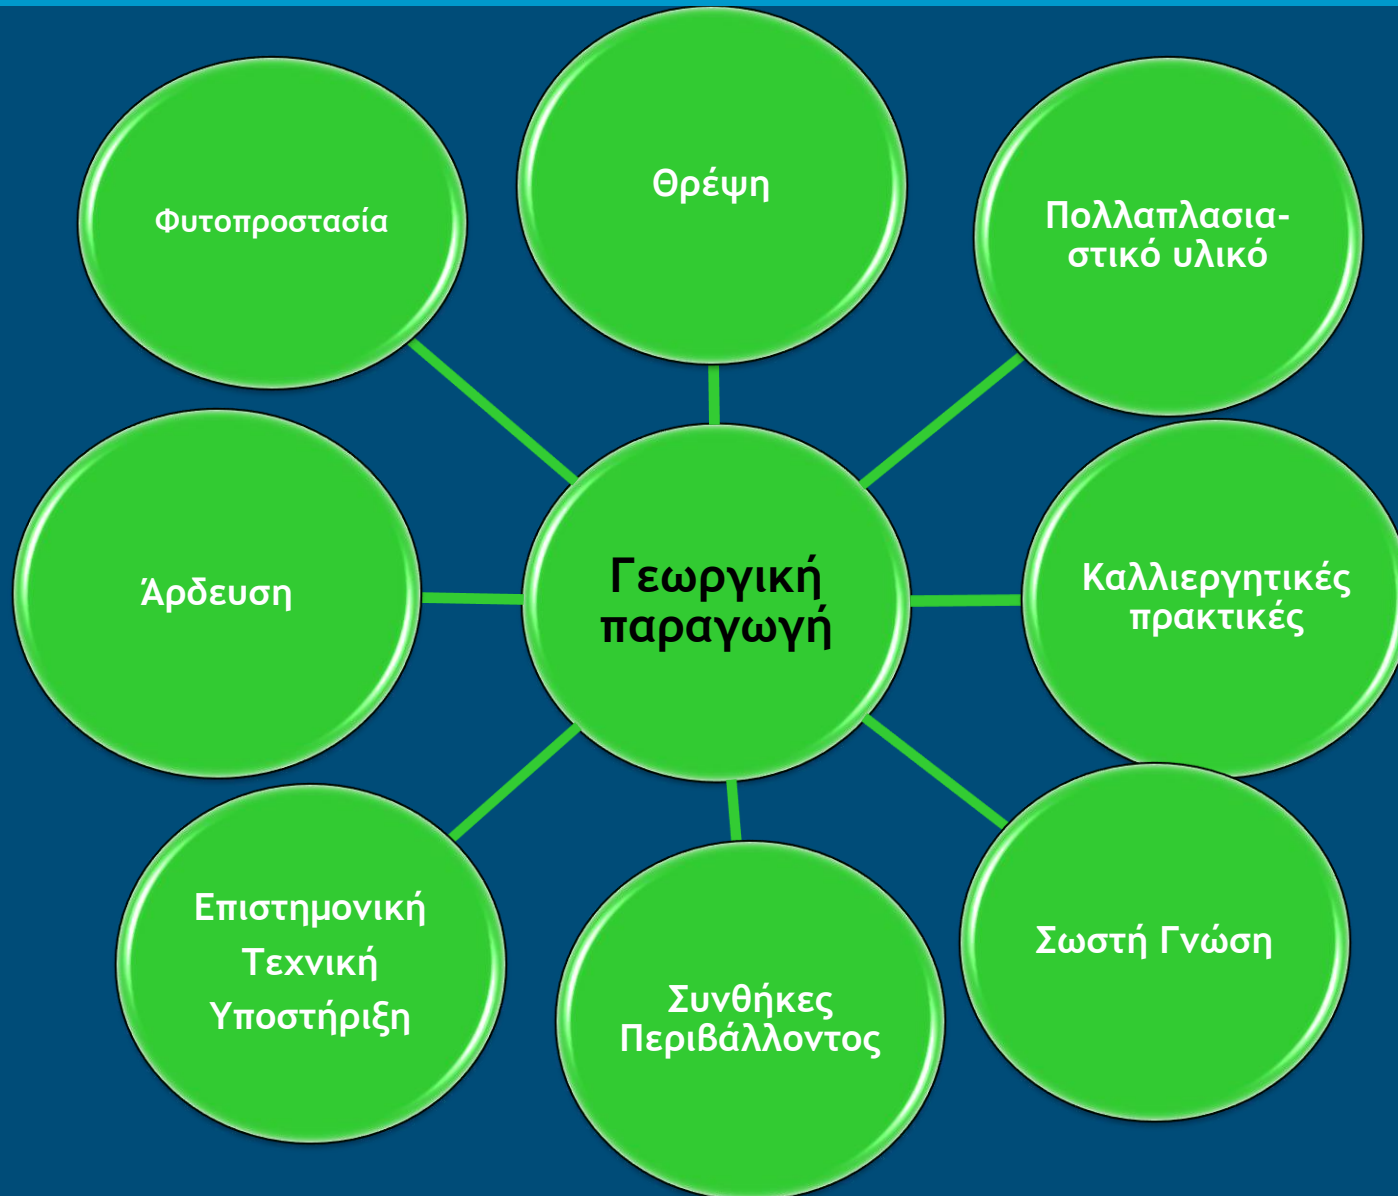 Θρέψη
Φυτοπροστασία
Πολλαπλασια-
στικό υλικό
Άρδευση
Γεωργική
παραγωγή
Καλλιεργητικές
πρακτικές
Επιστημονική
Τεχνική
Υποστήριξη
Συνθήκες
Περιβάλλοντος
Σωστή Γνώση